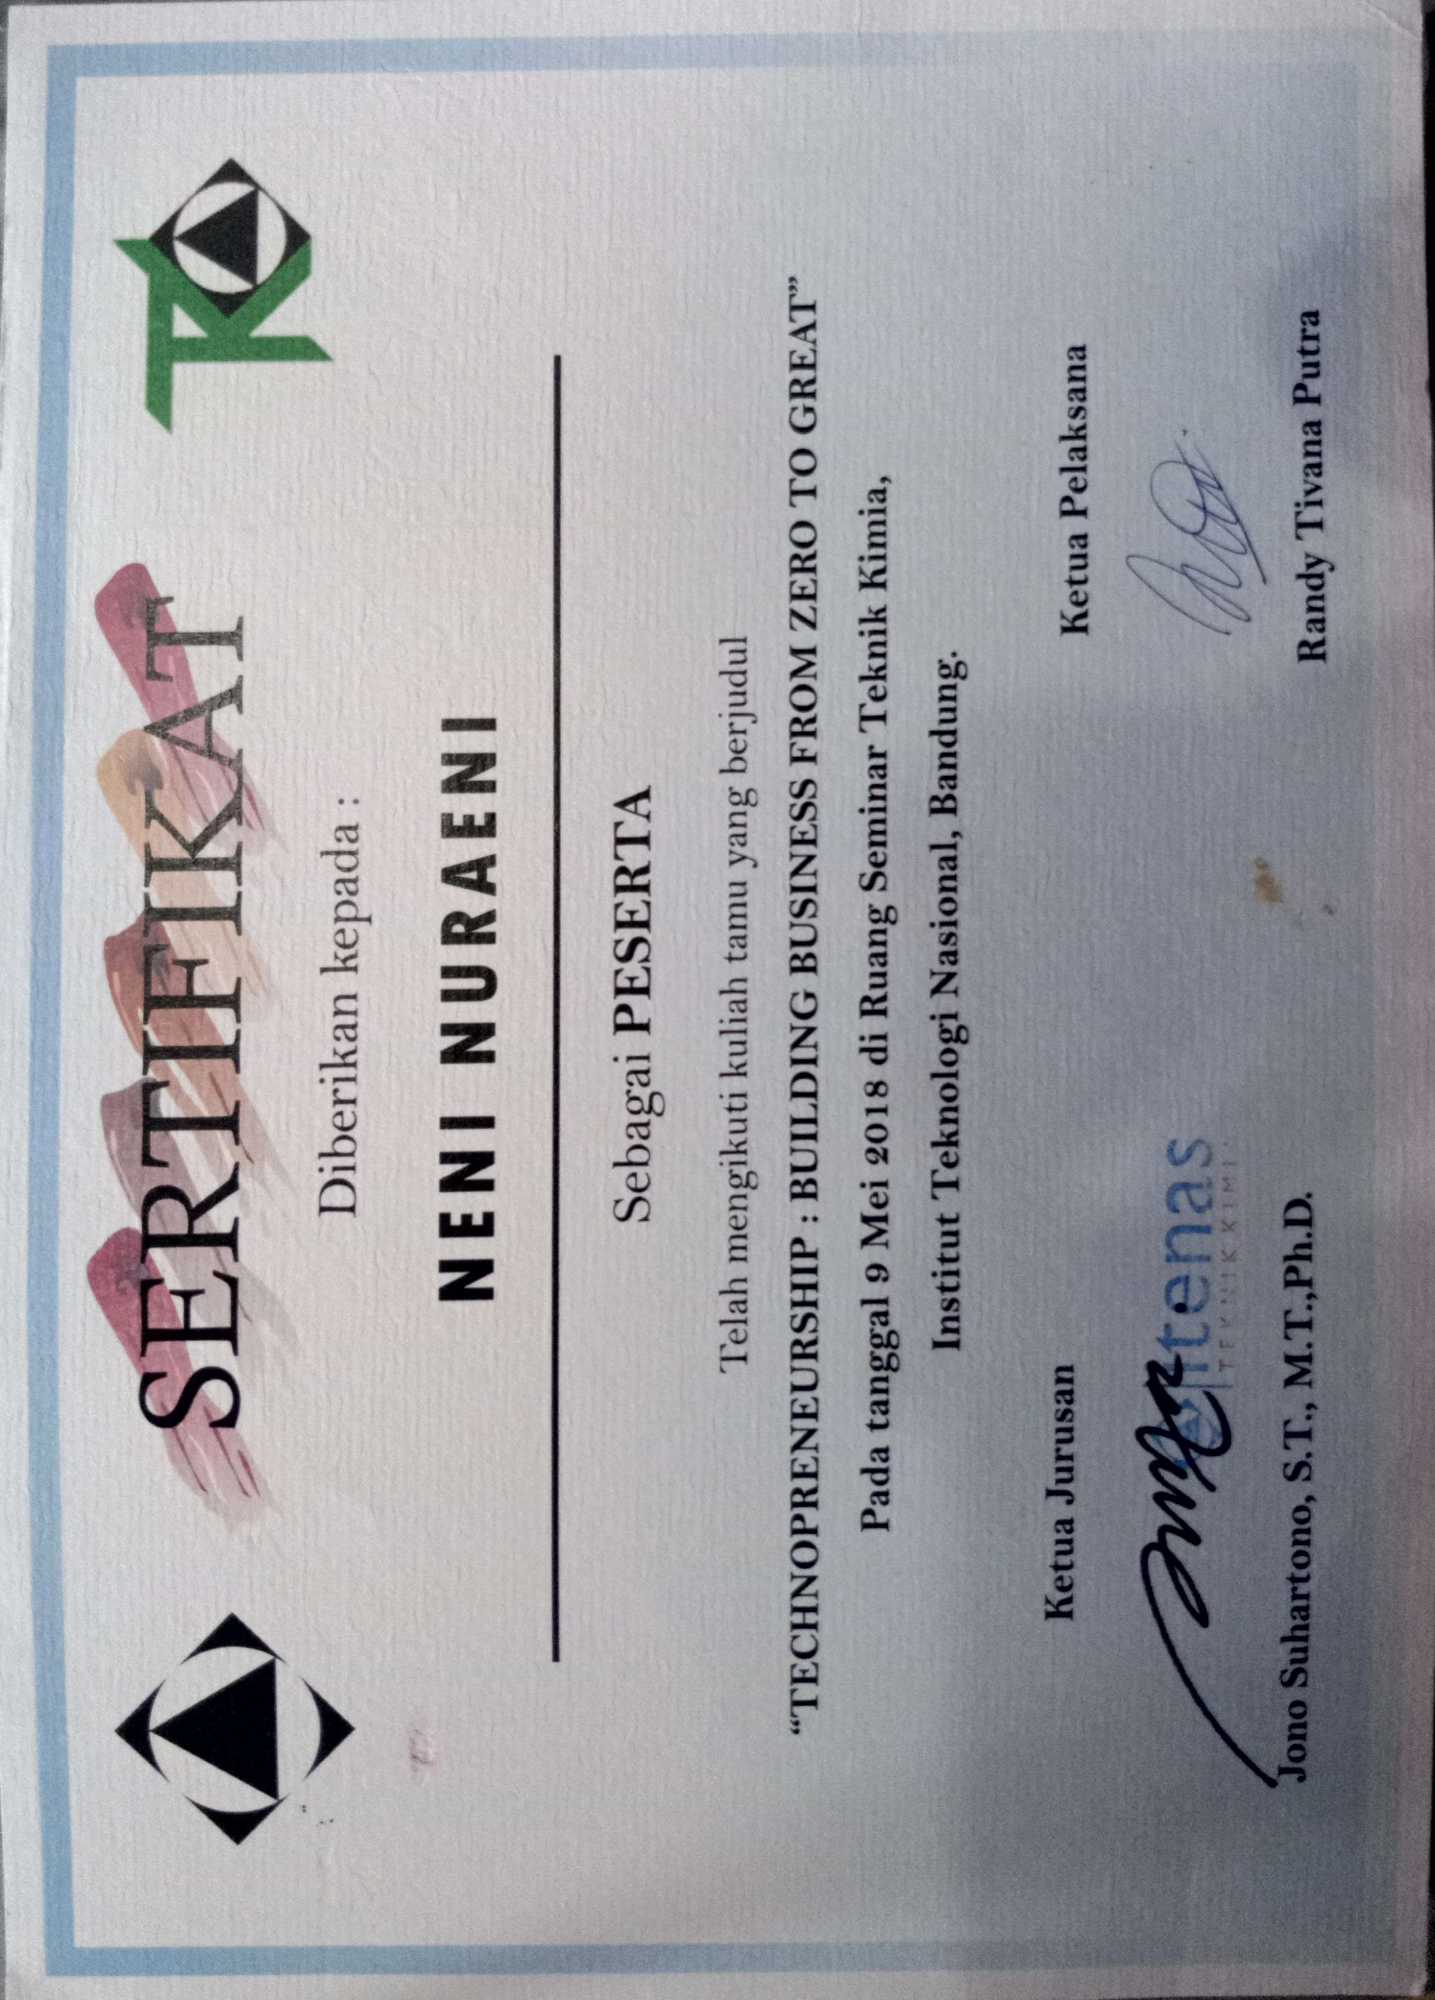 SERTIFIKAT
Diberikan kepada :
NENI NURAENI
Sebagai PESERTA
Telah mengikuti kuliah tamu yang berjudul
“TECHNOPRENEURSHIP : BUILDING BUSINESS FROM ZERO TO GREAT”
Pada tanggal 9 Mei 2018 di Ruang Seminar Teknik Kimia,
Institut Teknologi Nasional, Bandung.
Ketua Jurusan
itenas
TEKNIK KIMI
Jono Suhartono, S.T., M.T.,Ph.D.
Ketua Pelaksana
Randy Tivana Putra